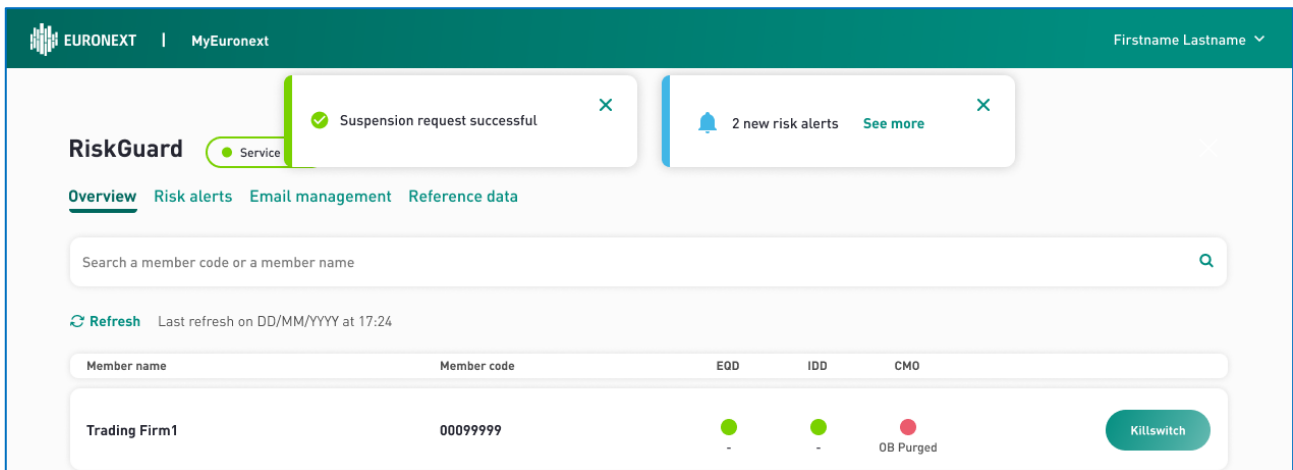 EURONEXT | MyEuronext
Firstname Lastname
Suspension request successful
2 new risk alerts See more
RiskGuard
Service
Overview Risk alerts Email management Reference data
Search a member code or a member name
Refresh Last refresh on DD/MM/YYYY at 17:24
Member name Member code EQD IDD CMO
Trading Firm1 00099999 - - OB Purged Killswitch